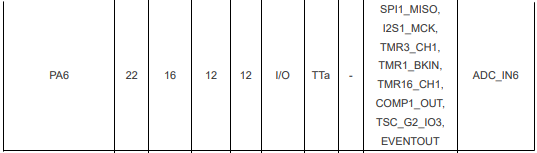 SPI1_MISO,
I2S1_MCK,
TMR3_CH1,
TMR1_BKIN,
PA6 22 16 12 12 I/O TTa - TMR16_CH1, ADC_IN6
COMP1_OUT,
TSC_G2_IO3,
EVENTOUT